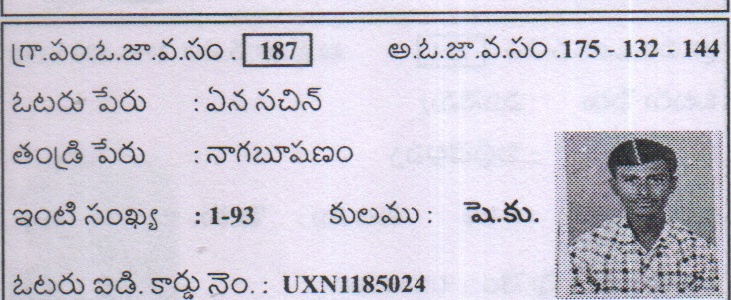 గ్రా.పం.ఓ.జా.వ.సం. 187 అ.ఓ.జా.వ.సం .175 - 132 - 144
ఓటరు పేరు : ఏన సచిన్
తండ్రి పేరు : నాగబూషణం
ఇంటి సంఖ్య : 1-93 కులము : షె.కు.
ఓటరు ఐడి. కార్డు నెం. : UXN1185024